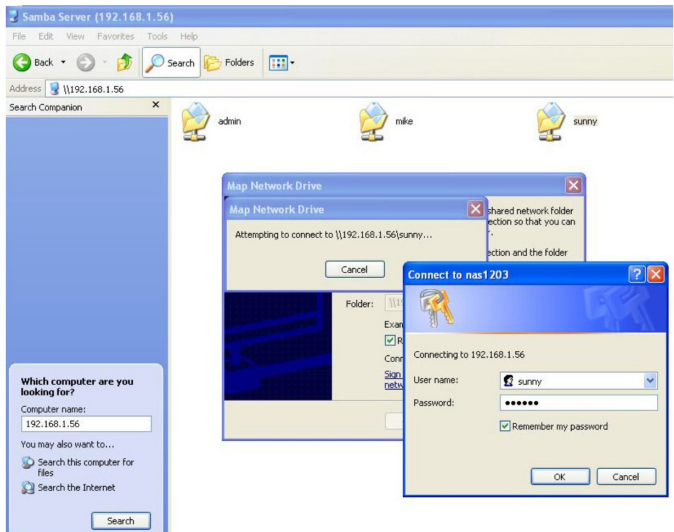 Samba Server (192.168.1.56)
File Edit View Favorites Tools Help
Back Search Folders
Address \\192.168.1.56
Search Companion
admin
mike
sunny
Map Network Drive
Map Network Drive
shared network folder
ection so that you can
Attempting to connect to \\192.168.1.56\sunny...
ection and the folder
Cancel
Connect to nas1203
Folder:
Connecting to 192.168.1.56
User name: sunny
Password: ••••••
Remember my password
OK Cancel
Which computer are you
looking for?
Computer name:
192.168.1.56
You may also want to...
Search this computer for
files
Search the Internet
Search